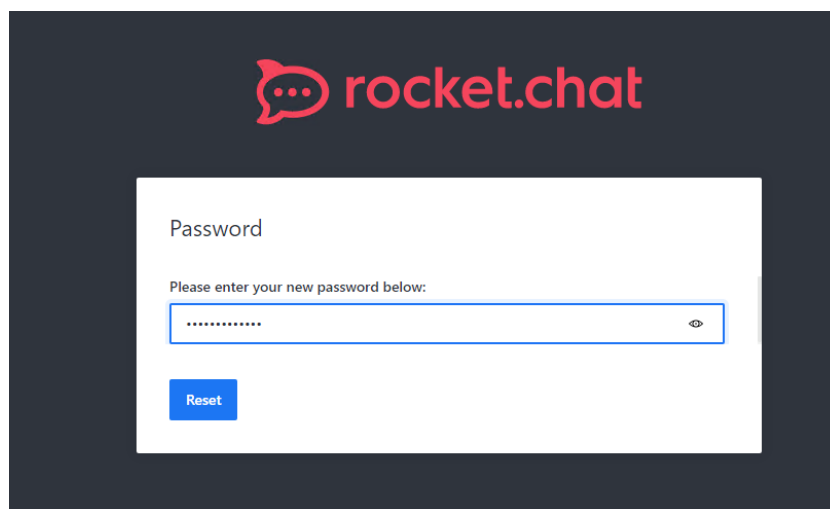 rocket.chat
Password
Please enter your new password below:
•••••••••••••
Reset